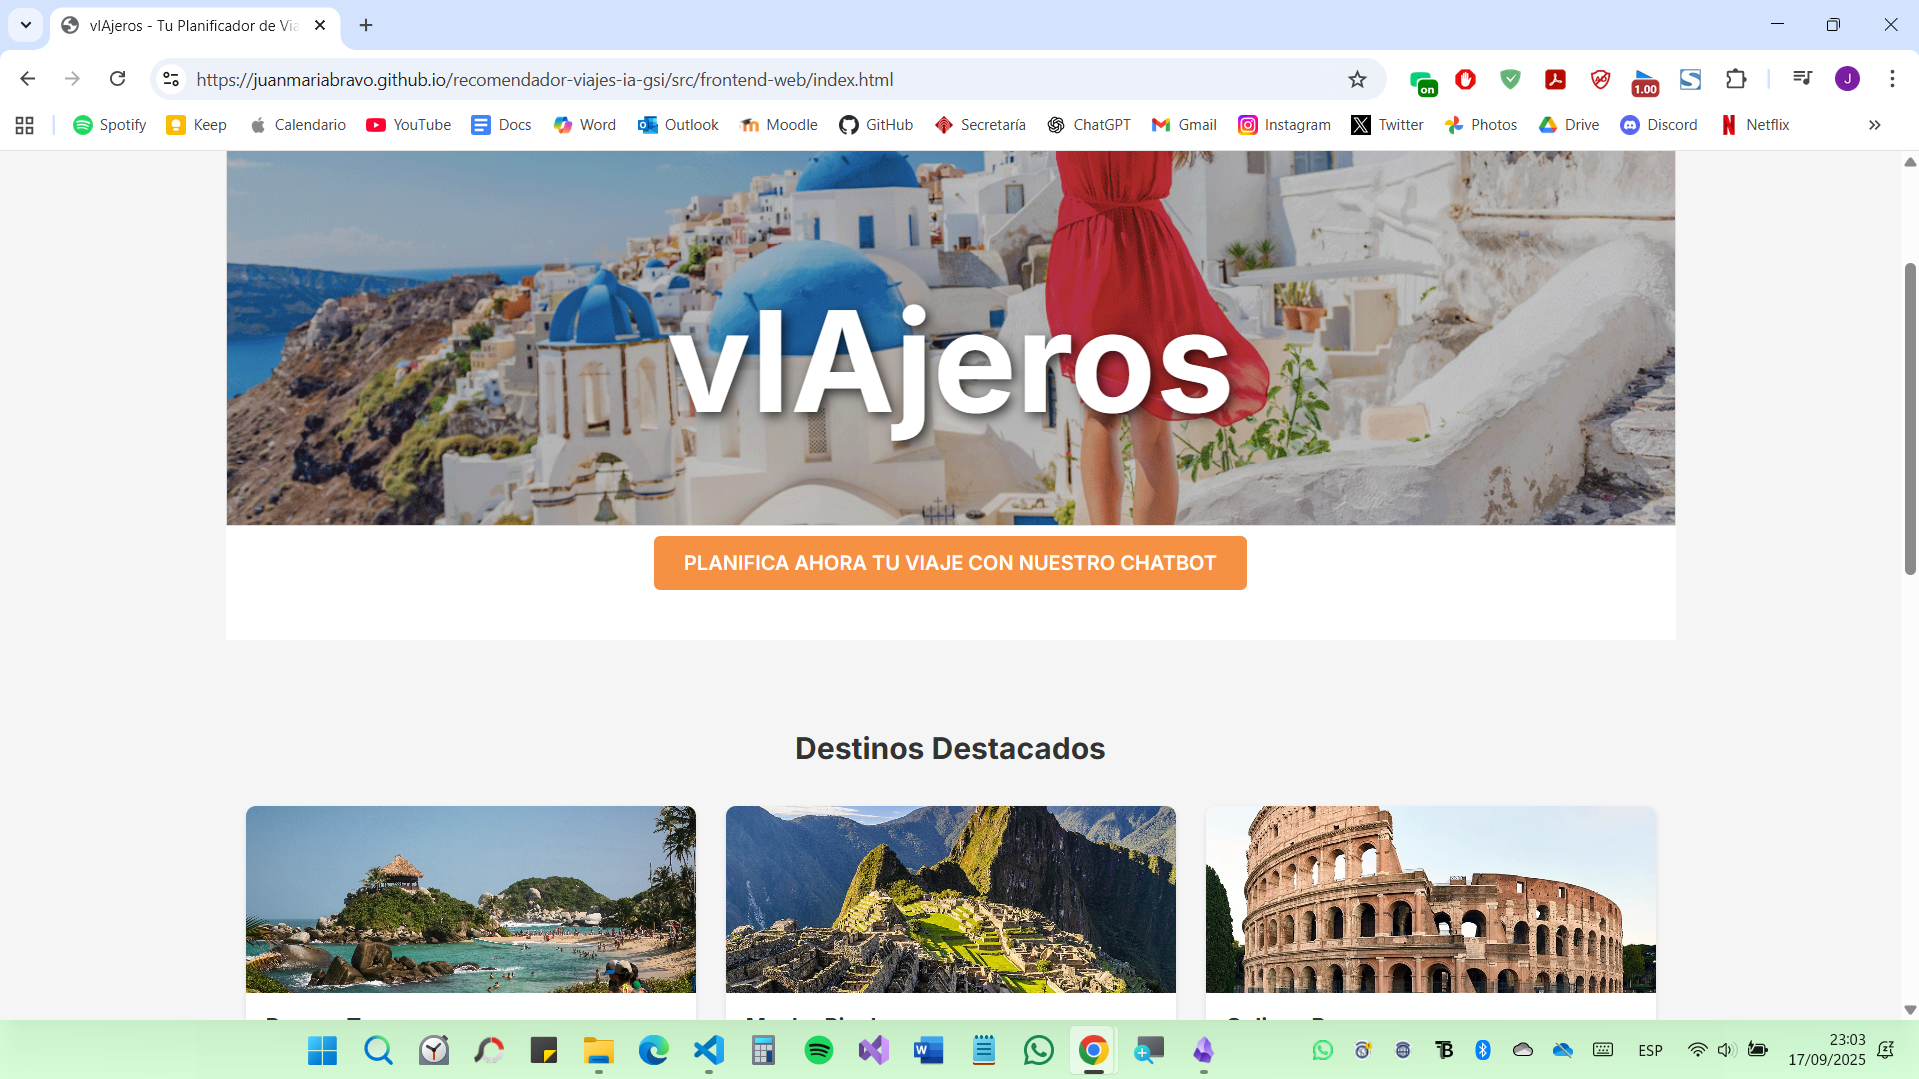 vIAjeros - Tu Planificador de Via
https://juanmariabravo.github.io/recomendador-viajes-ia-gsi/src/frontend-web/index.html
on
1.00
J
Spotify Keep Calendario YouTube Docs Word Outlook Moodle GitHub Secretaría ChatGPT Gmail Instagram Twitter Photos Drive Discord Netflix
vIAjeros
PLANIFICA AHORA TU VIAJE CON NUESTRO CHATBOT
Destinos Destacados
ESP
23:03
17/09/2025